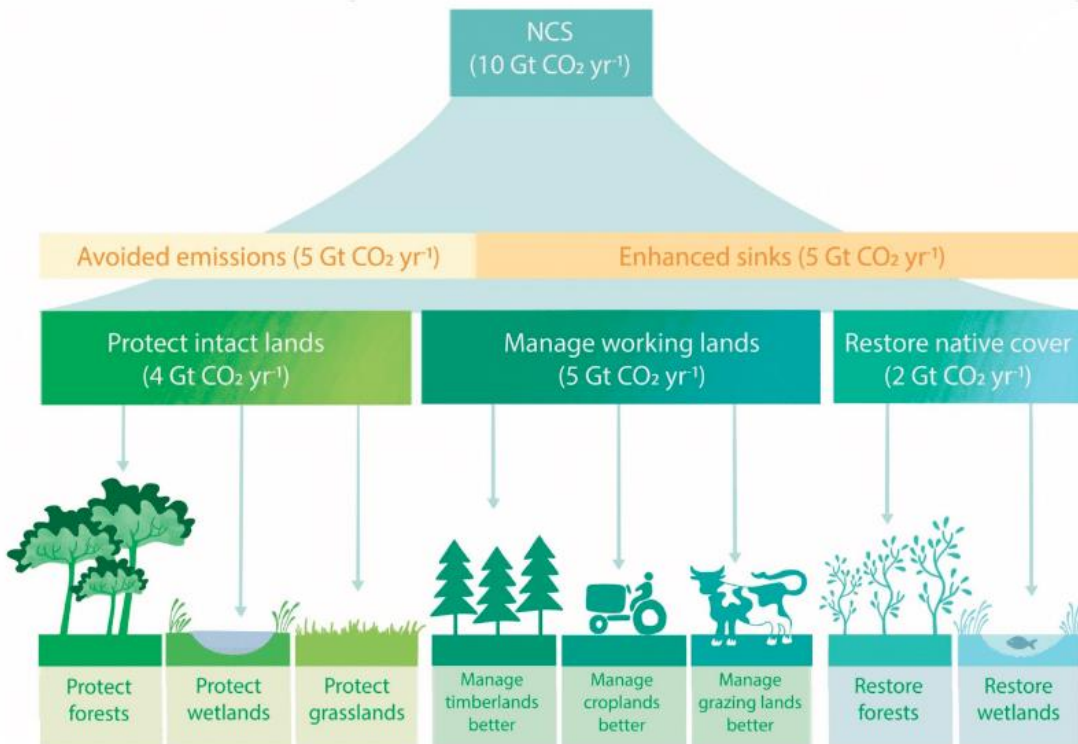 NCS
(10 Gt CO₂ yr⁻¹)
Avoided emissions (5 Gt CO₂ yr⁻¹)
Enhanced sinks (5 Gt CO₂ yr⁻¹)
Protect intact lands
(4 Gt CO₂ yr⁻¹)
Manage working lands
(5 Gt CO₂ yr⁻¹)
Restore native cover
(2 Gt CO₂ yr⁻¹)
Protect
forests
Protect
wetlands
Protect
grasslands
Manage
timberlands
better
Manage
croplands
better
Manage
grazing lands
better
Restore
forests
Restore
wetlands